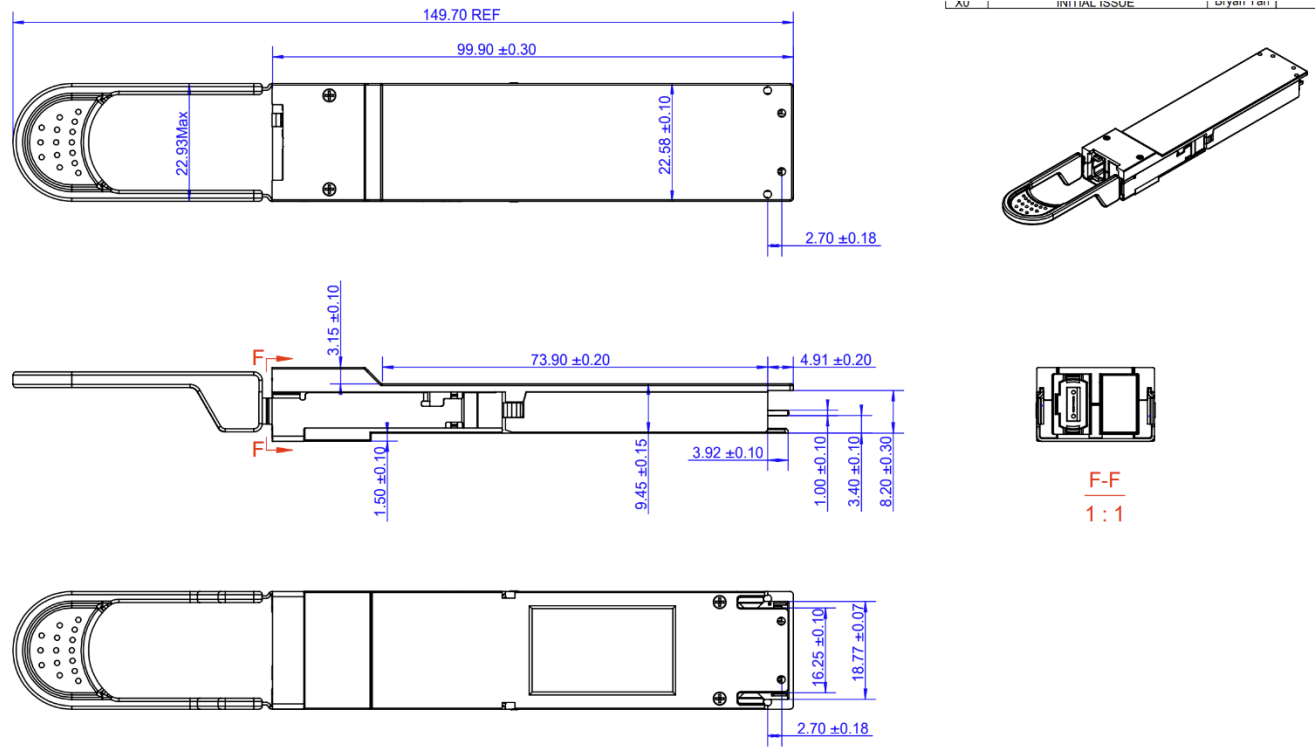 149.70 REF
X0 INITIAL ISSUE Bryan Yan
99.90 ±0.30
22.93Max
22.58 ±0.10
2.70 ±0.18
3.15 ±0.10
F
73.90 ±0.20
4.91 ±0.20
F
1.50 ±0.10
9.45 ±0.15
3.92 ±0.10
1.00 ±0.10
3.40 ±0.10
8.20 ±0.30
F-F
1 : 1
16.25 ±0.10
18.77 ±0.07
2.70 ±0.18